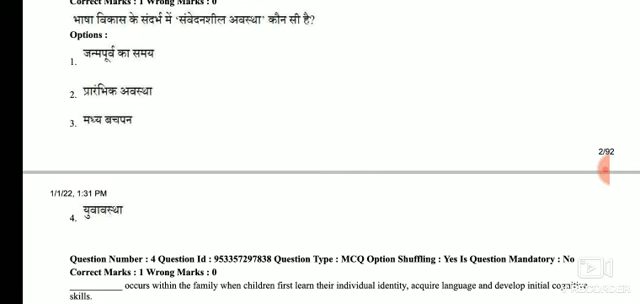 Correct Marks : 1 Wrong Marks : 0
भाषा विकास के संदर्भ में ‘संवेदनशील अवस्था’ कौन सी है?
Options :
1. जन्मपूर्व का समय
2. प्रारंभिक अवस्था
3. मध्य बचपन
2/92
1/1/22, 1:31 PM
4. युवावस्था
Question Number : 4 Question Id : 953357297838 Question Type : MCQ Option Shuffling : Yes Is Question Mandatory : No
Correct Marks : 1 Wrong Marks : 0
____________ occurs within the family when children first learn their individual identity, acquire language and develop initial cognitive
skills.
RECORDER